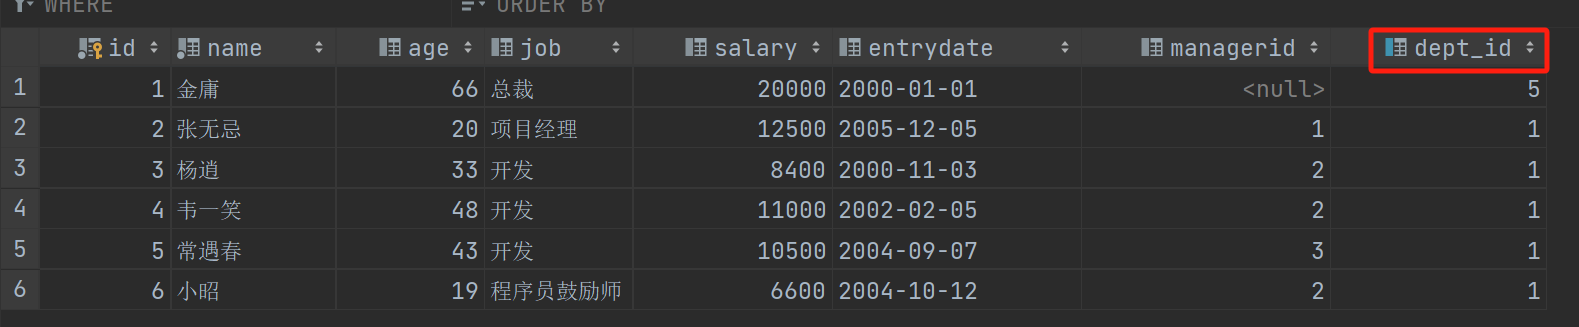 WHERE ORDER BY
id name age job salary entrydate managerid dept_id
1 1 金庸 66 总裁 20000 2000-01-01 <null> 5
2 2 张无忌 20 项目经理 12500 2005-12-05 1 1
3 3 杨逍 33 开发 8400 2000-11-03 2 1
4 4 韦一笑 48 开发 11000 2002-02-05 2 1
5 5 常遇春 43 开发 10500 2004-09-07 3 1
6 6 小昭 19 程序员鼓励师 6600 2004-10-12 2 1